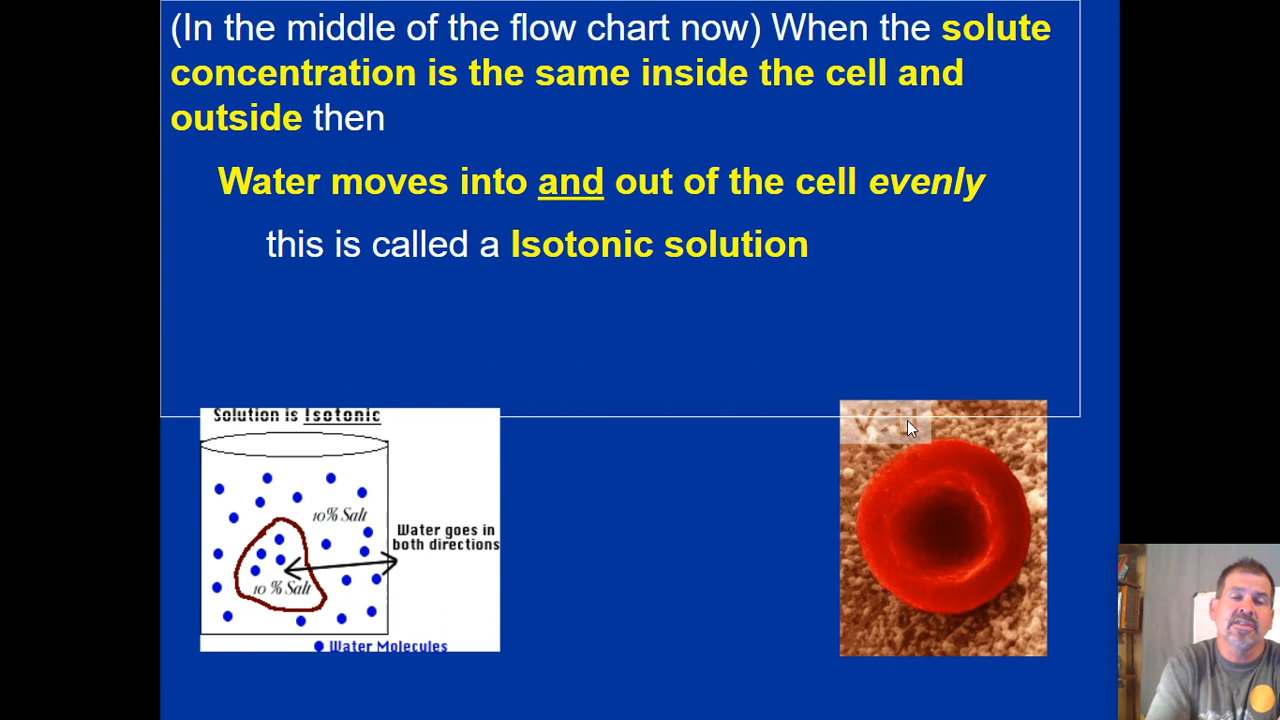 (In the middle of the flow chart now) When the solute
concentration is the same inside the cell and
outside then
Water moves into and out of the cell evenly
this is called a Isotonic solution
Solution is Isotonic
10% Salt
Water goes in
both directions
10 % Salt
Water Molecules